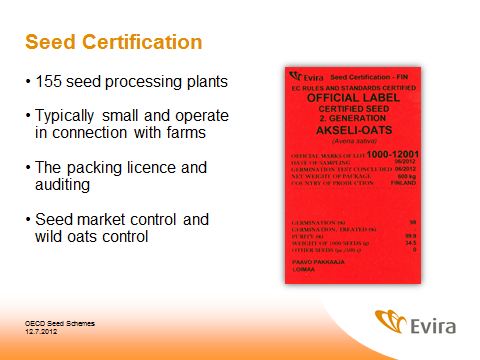 Seed Certification
• 155 seed processing plants
• Typically small and operate
in connection with farms
• The packing licence and
auditing
• Seed market control and
wild oats control
Evira Seed Certification - FIN
EC RULES AND STANDARDS CERTIFIED
OFFICIAL LABEL
CERTIFIED SEED
2. GENERATION
AKSELI-OATS
(Avena sativa)
OFFICIAL MARKS OF LOT 1000-12001
DATE OF SAMPLING 06/2012
GERMINATION TEST CONCLUDED 06/2012
NET WEIGHT OF PACKAGE 600 kg
COUNTRY OF PRODUCTION FINLAND
GERMINATION (%) 98
GERMINATION, TREATED (%)
PURITY (%) 99.9
WEIGHT OF 1000 SEEDS (g) 34.5
OTHER SEEDS 0
PAAVO PAKKAAJA
LOIMAA
OECD Seed Schemes
12.7.2012
Evira